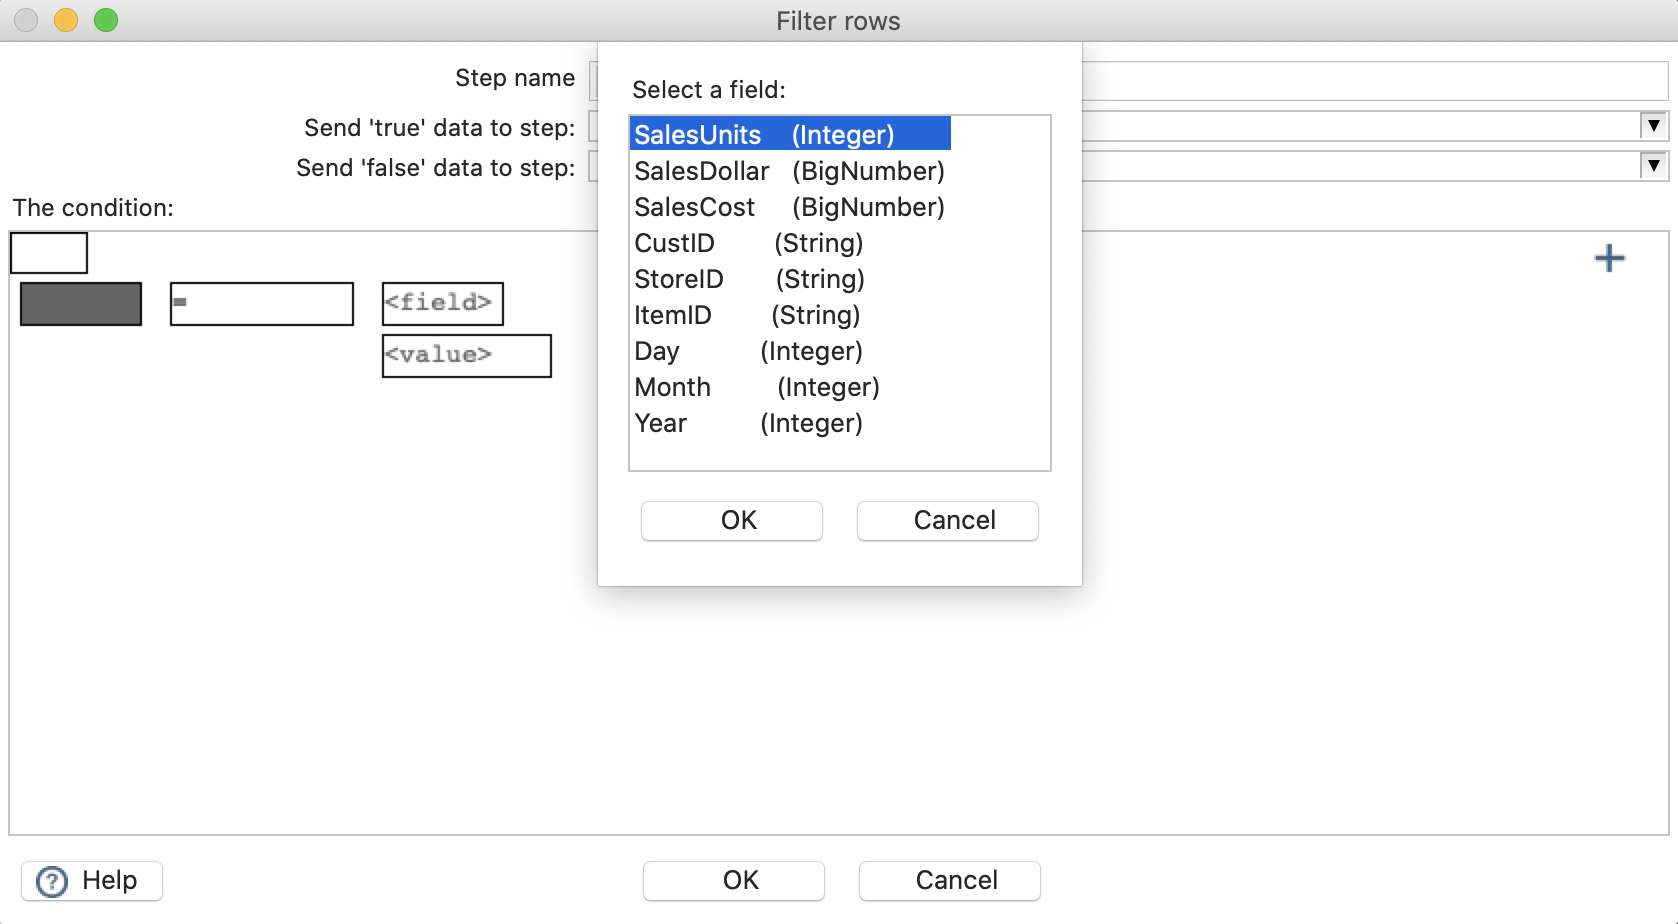 Filter rows
Step name
Send 'true' data to step:
Send 'false' data to step:
The condition:
=
<field>
<value>
Select a field:
SalesUnits (Integer)
SalesDollar (BigNumber)
SalesCost (BigNumber)
CustID (String)
StoreID (String)
ItemID (String)
Day (Integer)
Month (Integer)
Year (Integer)
OK Cancel
Help OK Cancel